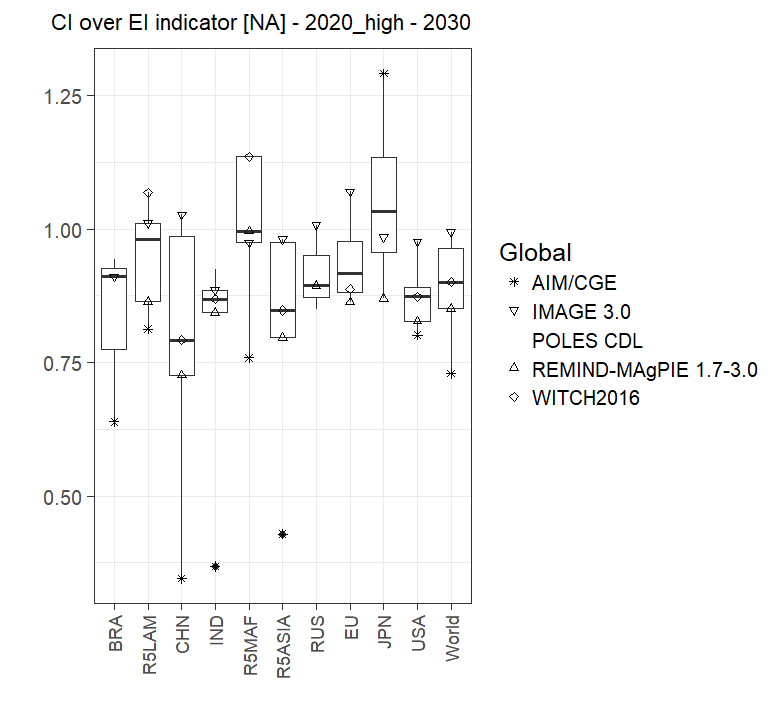 CI over EI indicator [NA] - 2020_high - 2030
1.25
1.00
0.75
0.50
BRA
R5LAM
CHN
IND
R5MAF
R5ASIA
RUS
EU
JPN
USA
World
Global
AIM/CGE
IMAGE 3.0
POLES CDL
REMIND-MAgPIE 1.7-3.0
WITCH2016